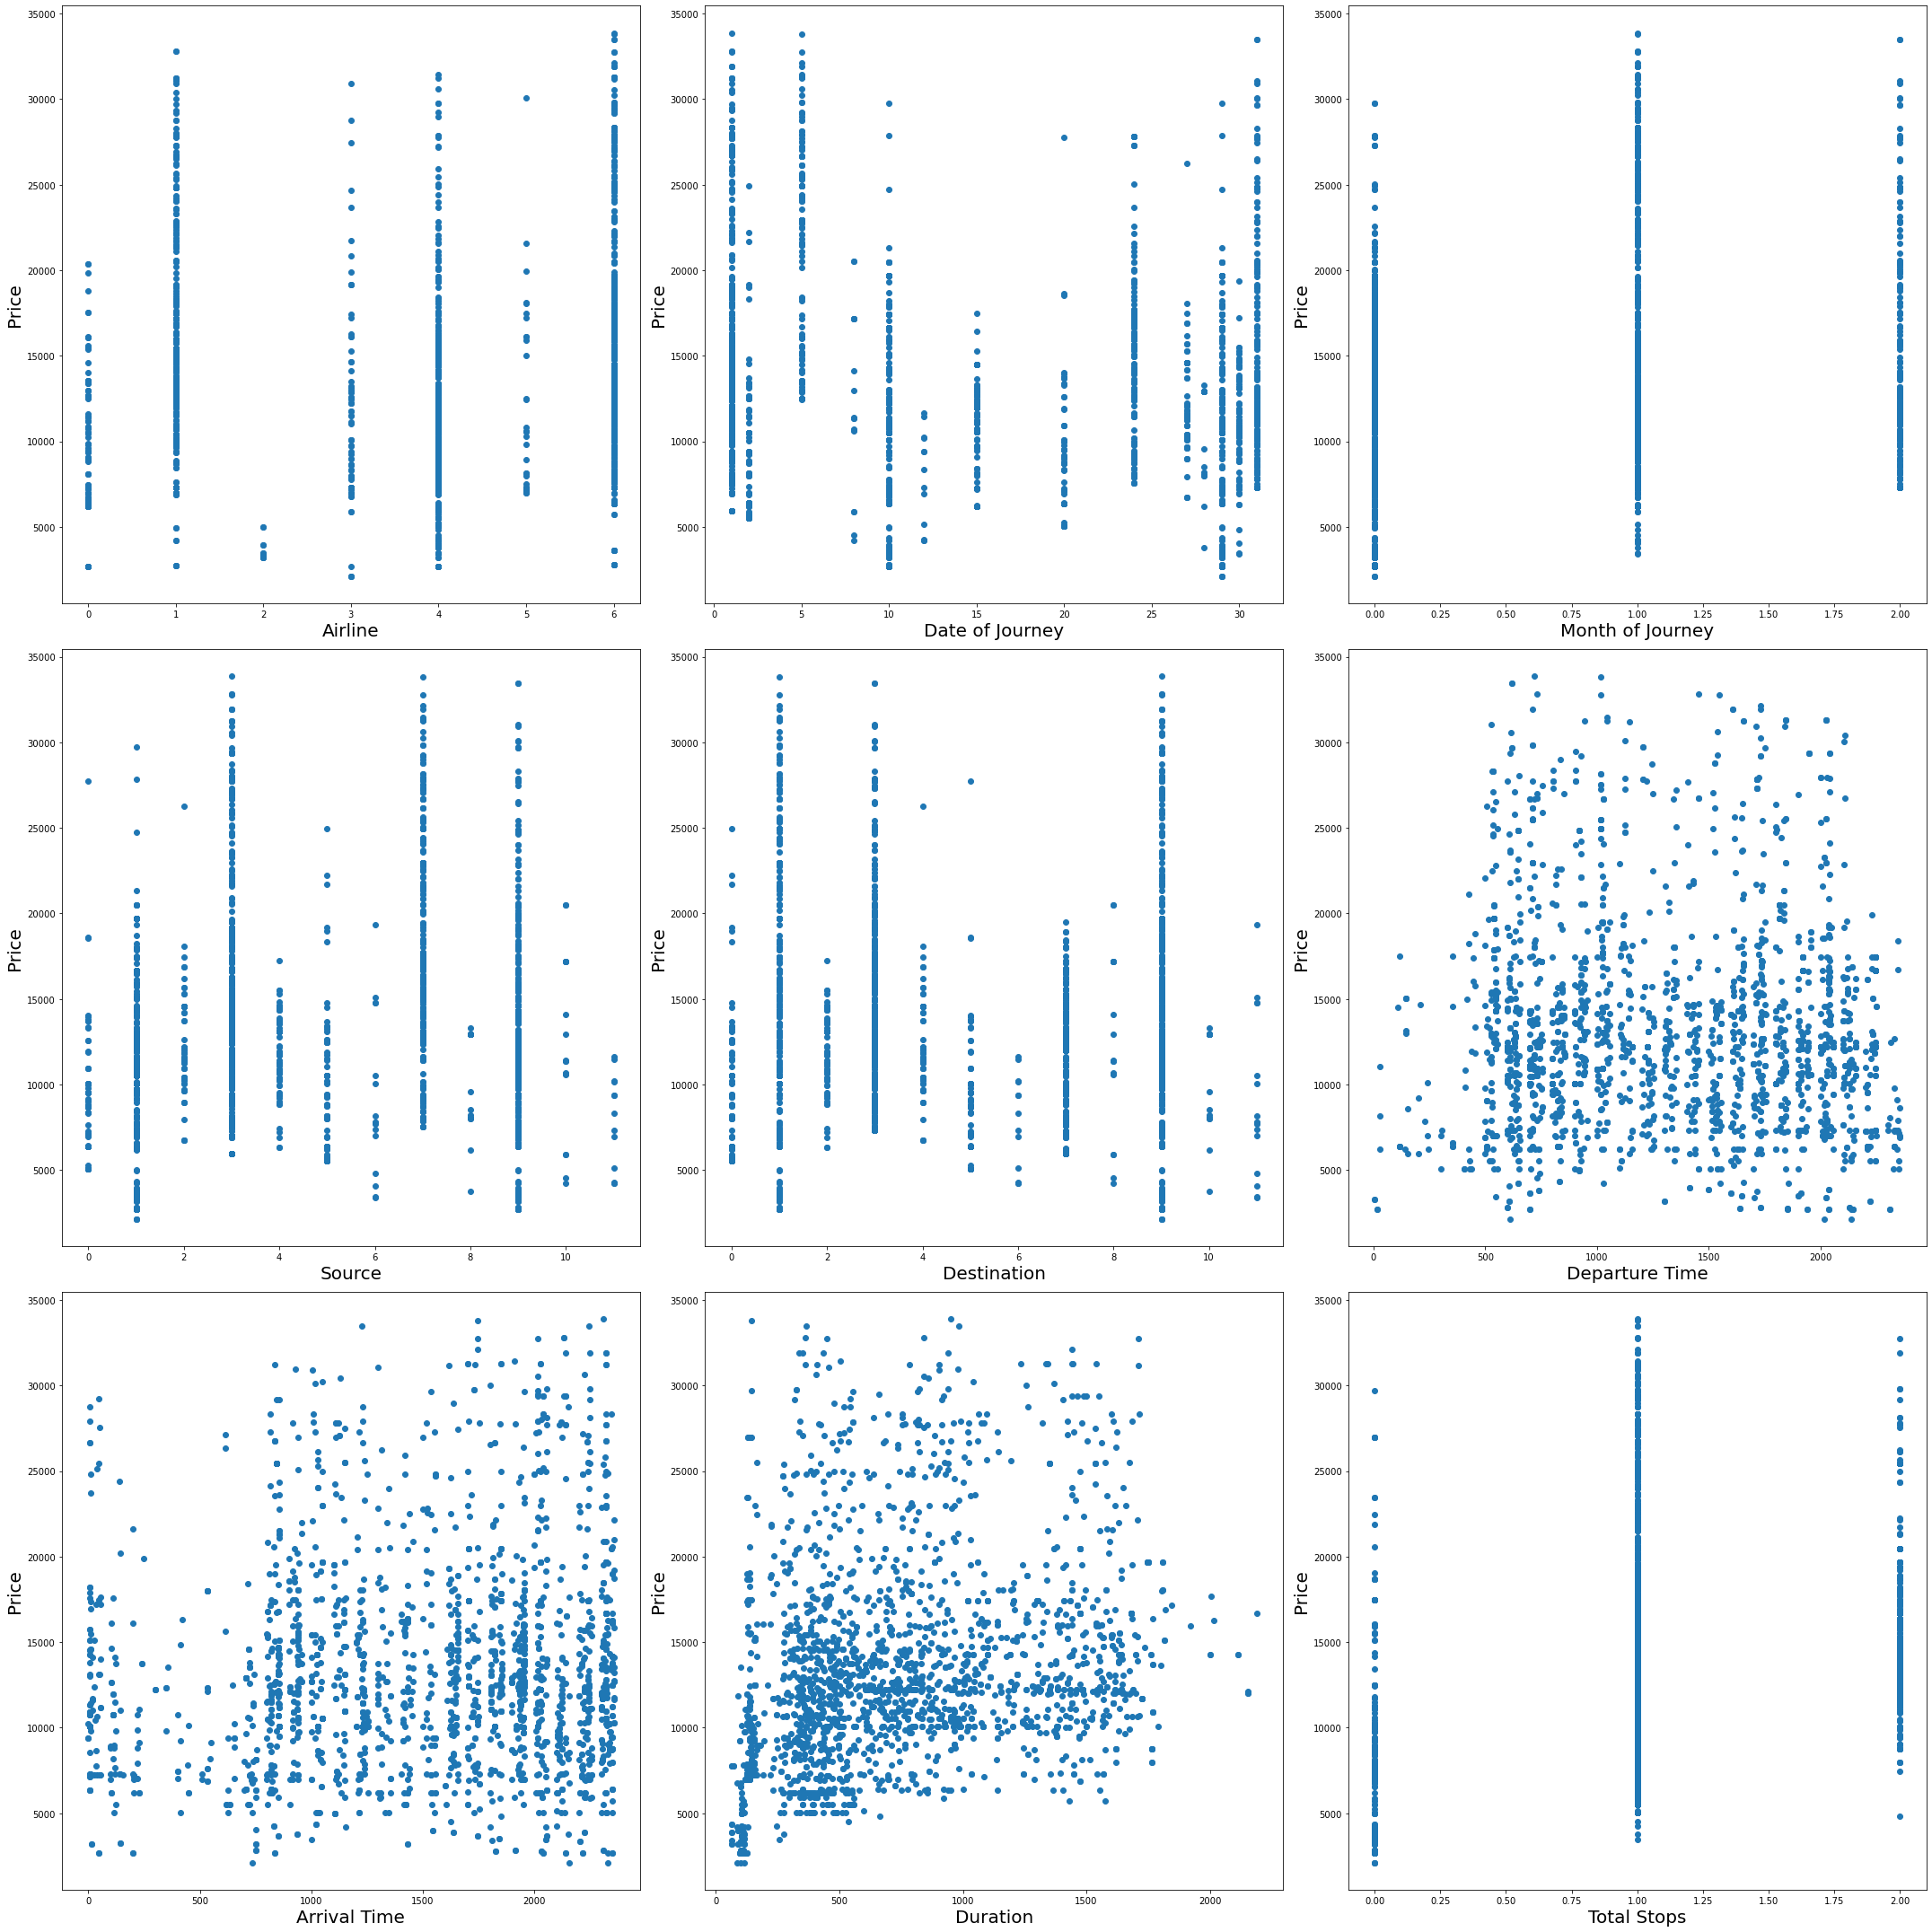 35000
30000
25000
20000
15000
10000
5000
Price
0 1 2 3 4 5 6
Airline
35000
30000
25000
20000
15000
10000
5000
Price
0 5 10 15 20 25 30
Date of Journey
35000
30000
25000
20000
15000
10000
5000
Price
0.00 0.25 0.50 0.75 1.00 1.25 1.50 1.75 2.00
Month of Journey
35000
30000
25000
20000
15000
10000
5000
Price
0 2 4 6 8 10
Source
35000
30000
25000
20000
15000
10000
5000
Price
0 2 4 6 8 10
Destination
35000
30000
25000
20000
15000
10000
5000
Price
0 500 1000 1500 2000
Departure Time
35000
30000
25000
20000
15000
10000
5000
Price
0 500 1000 1500 2000
Arrival Time
35000
30000
25000
20000
15000
10000
5000
Price
0 500 1000 1500 2000
Duration
35000
30000
25000
20000
15000
10000
5000
Price
0.00 0.25 0.50 0.75 1.00 1.25 1.50 1.75 2.00
Total Stops